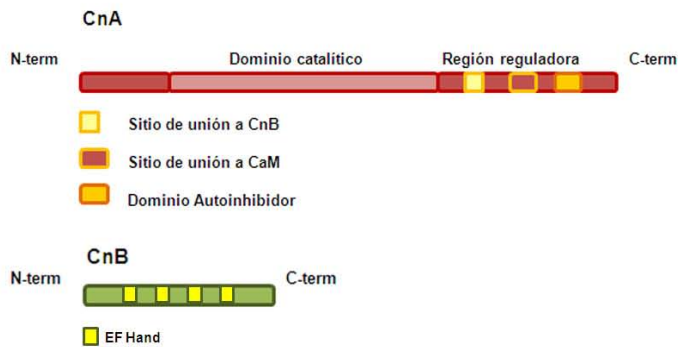 CnA
N-term Dominio catalítico Región reguladora C-term
Sitio de unión a CnB
Sitio de unión a CaM
Dominio Autoinhibidor
CnB
N-term C-term
EF Hand